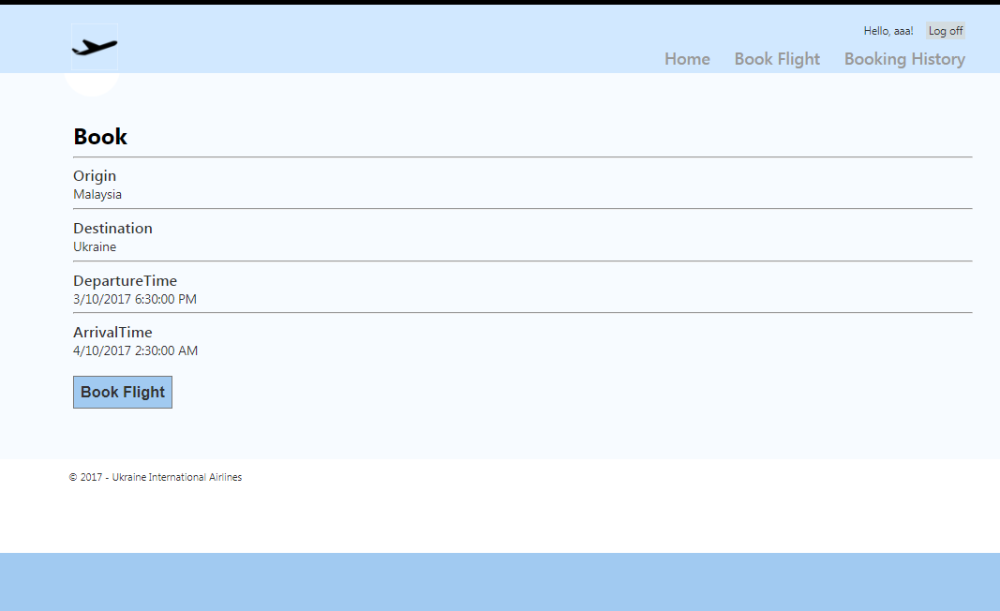 Hello, aaa! Log off
Home Book Flight Booking History
Book
Origin
Malaysia
Destination
Ukraine
DepartureTime
3/10/2017 6:30:00 PM
ArrivalTime
4/10/2017 2:30:00 AM
Book Flight
© 2017 - Ukraine International Airlines